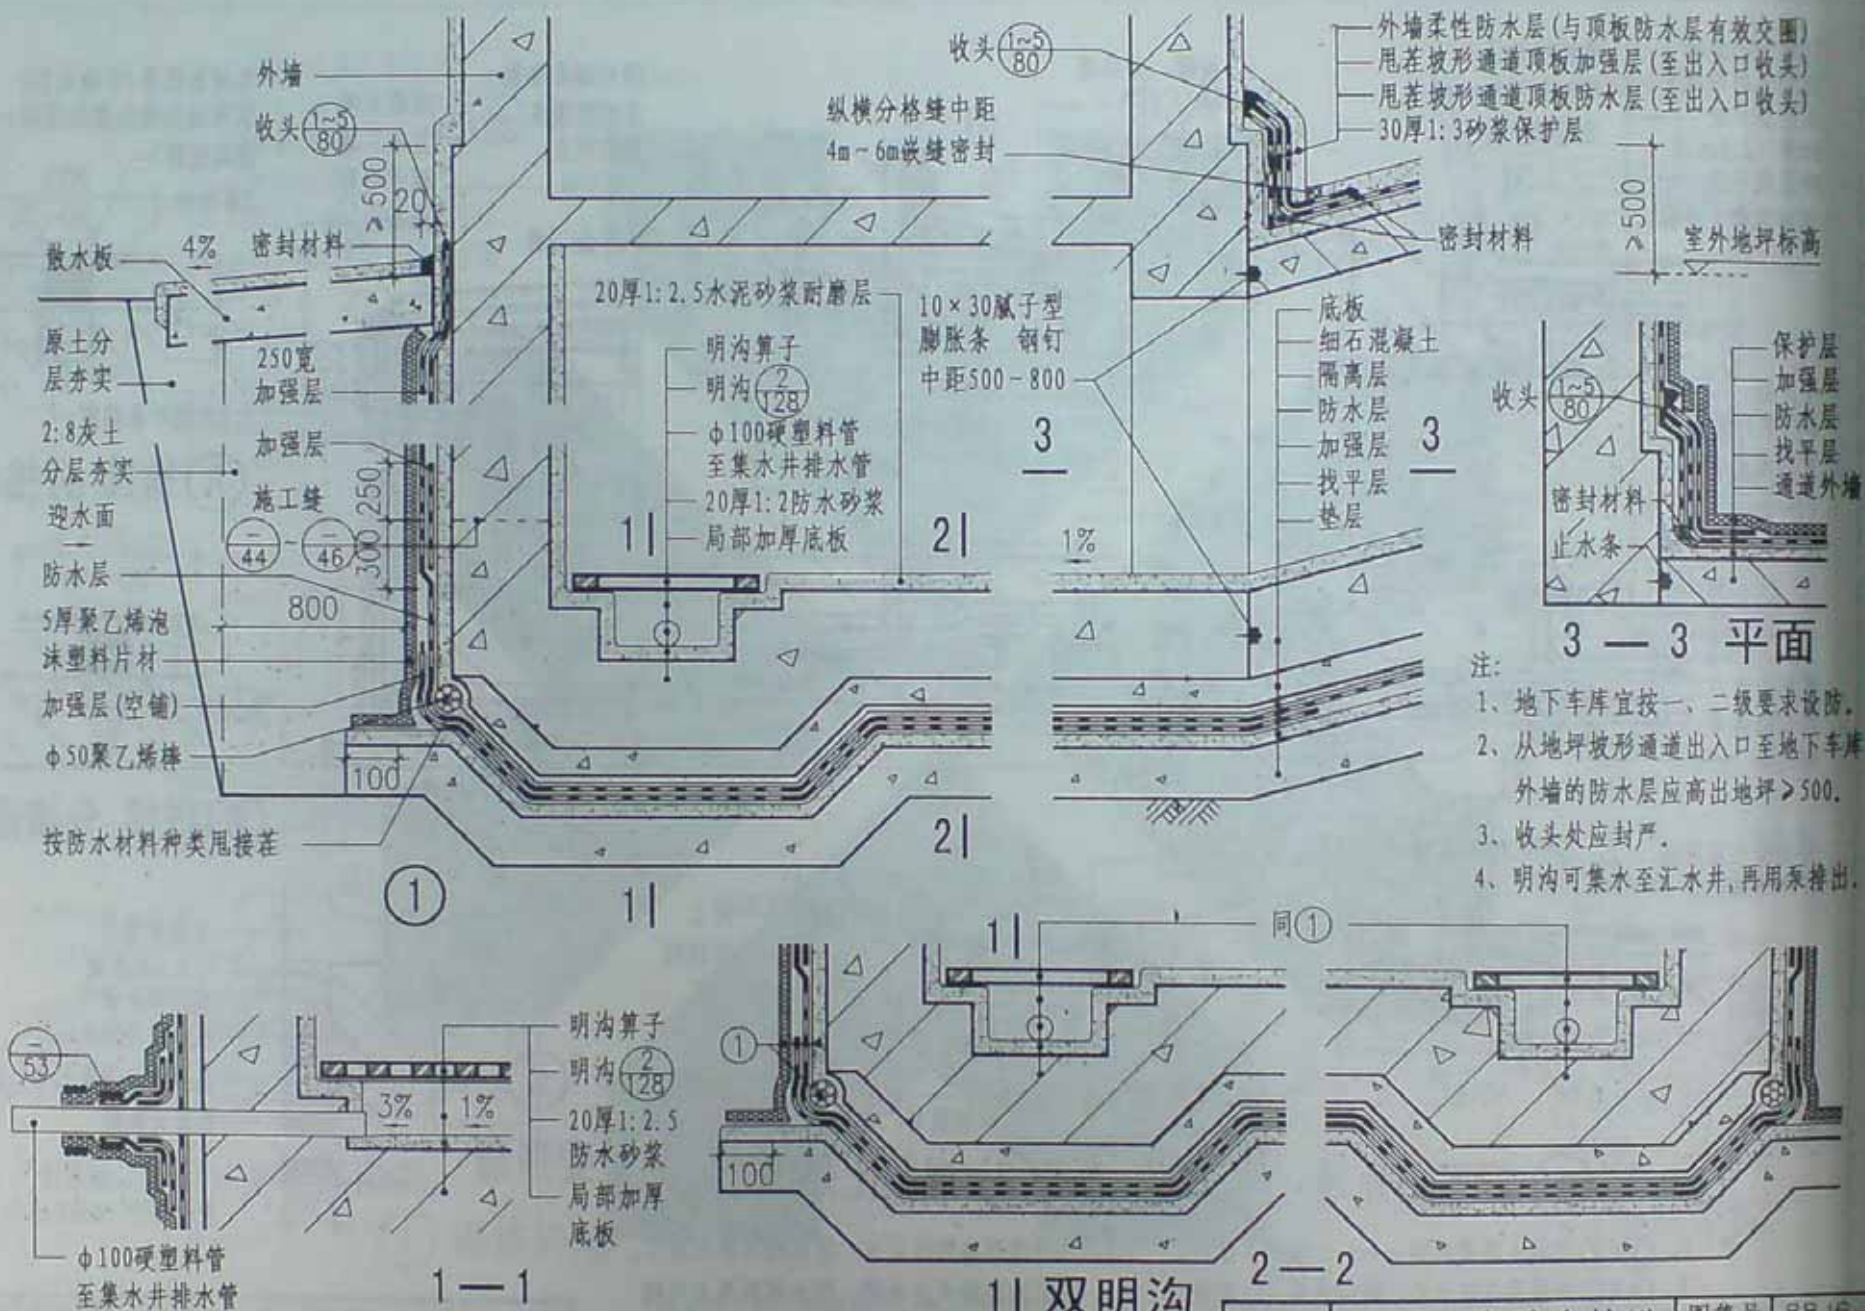 外墙
收头 1~5/80
≥500
20
散水板
4%
密封材料
原土分
层夯实
250宽
加强层
2:8灰土
分层夯实
加强层
施工缝
250
迎水面
-/44 ~ -/46
300
防水层
800
5厚聚乙烯泡
沫塑料片材
加强层(空铺)
φ50聚乙烯棒
100
按防水材料种类甩接茬
①
收头 1~5/80
纵横分格缝中距
4m~6m嵌缝密封
外墙柔性防水层(与顶板防水层有效交圈)
甩茬坡形通道顶板加强层(至出入口收头)
甩茬坡形通道顶板防水层(至出入口收头)
30厚1:3砂浆保护层
≥500
密封材料
室外地坪标高
20厚1:2.5水泥砂浆耐磨层
明沟箅子
明沟 2/128
φ100硬塑料管
至集水井排水管
20厚1:2防水砂浆
局部加厚底板
10×30腻子型
膨胀条 钢钉
中距500-800
3
3
底板
细石混凝土
隔离层
防水层
加强层
找平层
垫层
1
2
1%
2
1
收头 1~5/80
保护层
加强层
防水层
找平层
通道外墙
密封材料
止水条
3—3 平面
注:
1、地下车库宜按一、二级要求设防.
2、从地坪坡形通道出入口至地下车库
外墙的防水层应高出地坪≥500.
3、收头处应封严.
4、明沟可集水至汇水井,再用泵排出.
-/53
明沟箅子
明沟 2/128
20厚1:2.5
防水砂浆
局部加厚
底板
3%
1%
φ100硬塑料管
至集水井排水管
1—1
1
同①
①
100
2—2
1
双明沟
图集号